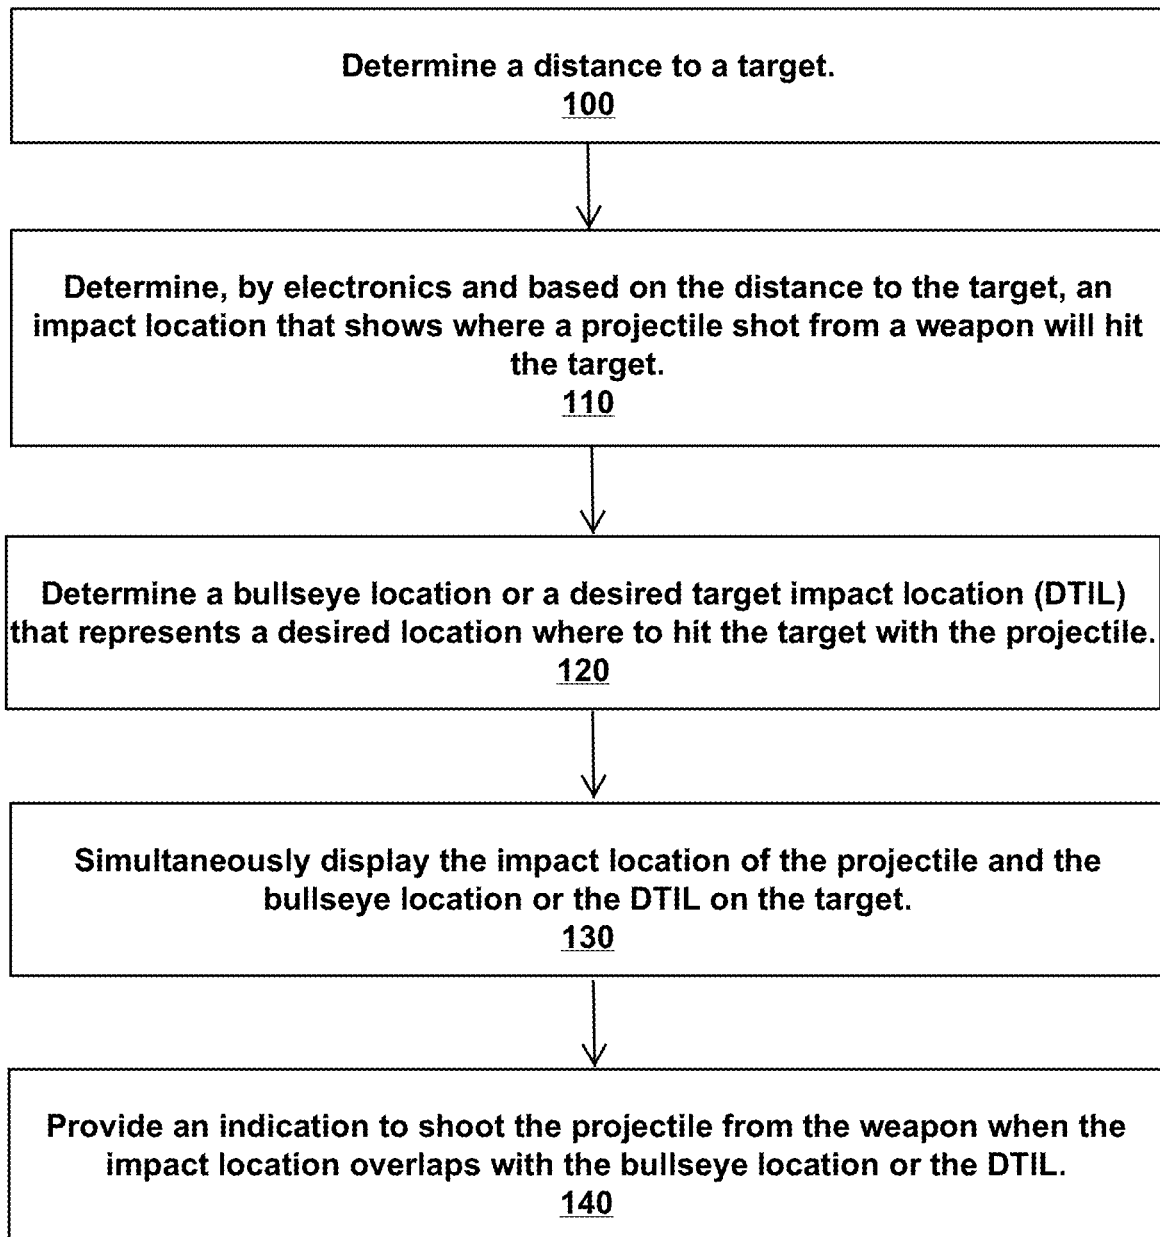 Determine a distance to a target.
100
Determine, by electronics and based on the distance to the target, an
impact location that shows where a projectile shot from a weapon will hit
the target.
110
Determine a bullseye location or a desired target impact location (DTIL)
that represents a desired location where to hit the target with the projectile.
120
Simultaneously display the impact location of the projectile and the
bullseye location or the DTIL on the target.
130
Provide an indication to shoot the projectile from the weapon when the
impact location overlaps with the bullseye location or the DTIL.
140